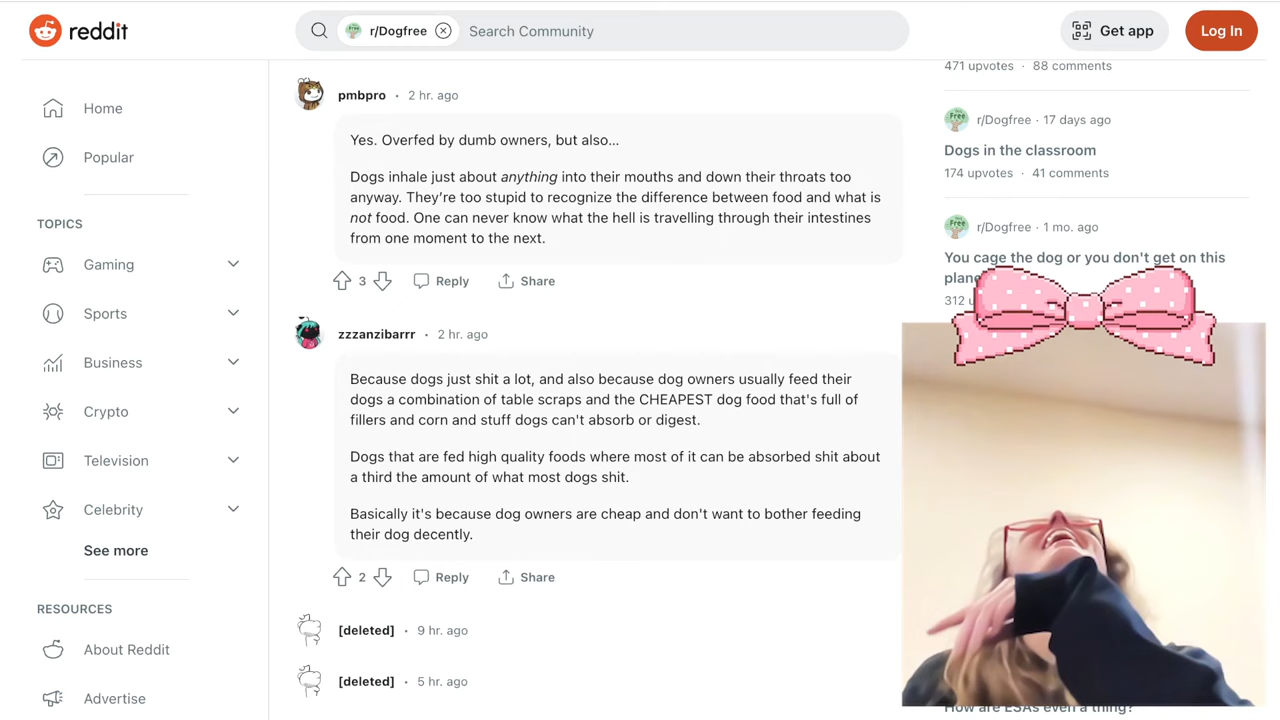 reddit
r/Dogfree
Search Community
Get app
Log In
Home
Popular
TOPICS
Gaming
Sports
Business
Crypto
Television
Celebrity
See more
RESOURCES
About Reddit
Advertise
pmbpro · 2 hr. ago
Yes. Overfed by dumb owners, but also...
Dogs inhale just about anything into their mouths and down their throats too
anyway. They're too stupid to recognize the difference between food and what is
not food. One can never know what the hell is travelling through their intestines
from one moment to the next.
3
Reply
Share
zzzanzibarrr · 2 hr. ago
Because dogs just shit a lot, and also because dog owners usually feed their
dogs a combination of table scraps and the CHEAPEST dog food that's full of
fillers and corn and stuff dogs can't absorb or digest.
Dogs that are fed high quality foods where most of it can be absorbed shit about
a third the amount of what most dogs shit.
Basically it's because dog owners are cheap and don't want to bother feeding
their dog decently.
2
Reply
Share
[deleted] · 9 hr. ago
[deleted] · 5 hr. ago
471 upvotes · 88 comments
r/Dogfree · 17 days ago
Dogs in the classroom
174 upvotes · 41 comments
r/Dogfree · 1 mo. ago
You cage the dog or you don't get on this
312
How are ESAs even a thing?